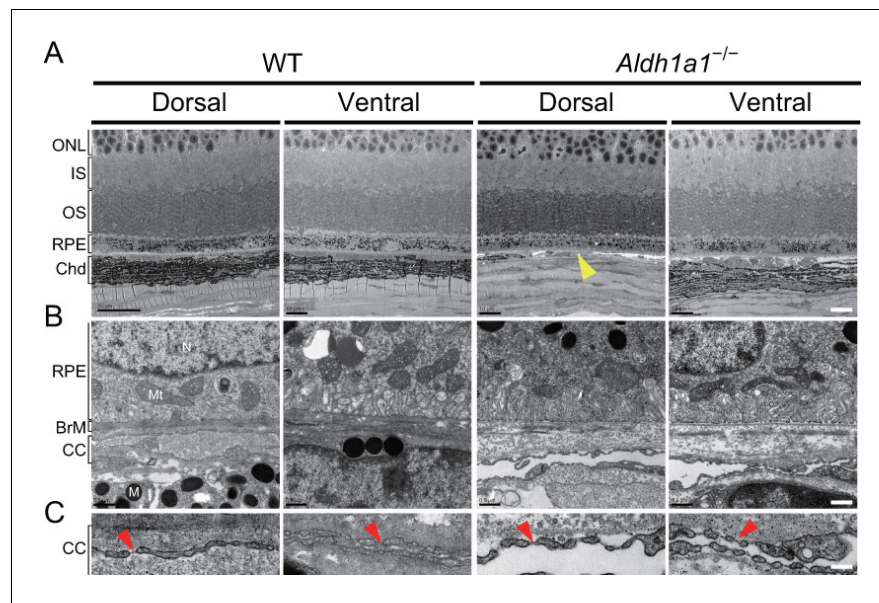 A
WT
Aldh1a1−/−
Dorsal
Ventral
Dorsal
Ventral
ONL
IS
OS
RPE
Chd
B
N
RPE
Mt
BrM
CC
M
C
CC